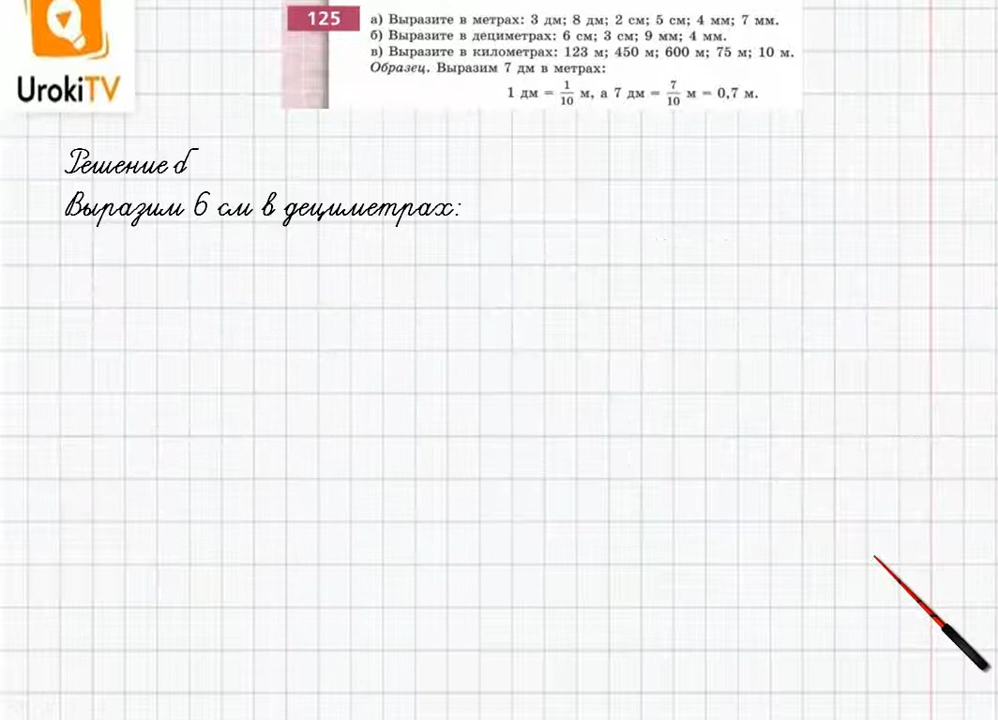 UrokiTV
125
а) Выразите в метрах: 3 дм; 8 дм; 2 см; 5 см; 4 мм; 7 мм.
б) Выразите в дециметрах: 6 см; 3 см; 9 мм; 4 мм.
в) Выразите в километрах: 123 м; 450 м; 600 м; 75 м; 10 м.
Образец. Выразим 7 дм в метрах:
1 дм = 1/10 м, а 7 дм = 7/10 м = 0,7 м.
Решение б
Выразим 6 см в дециметрах: